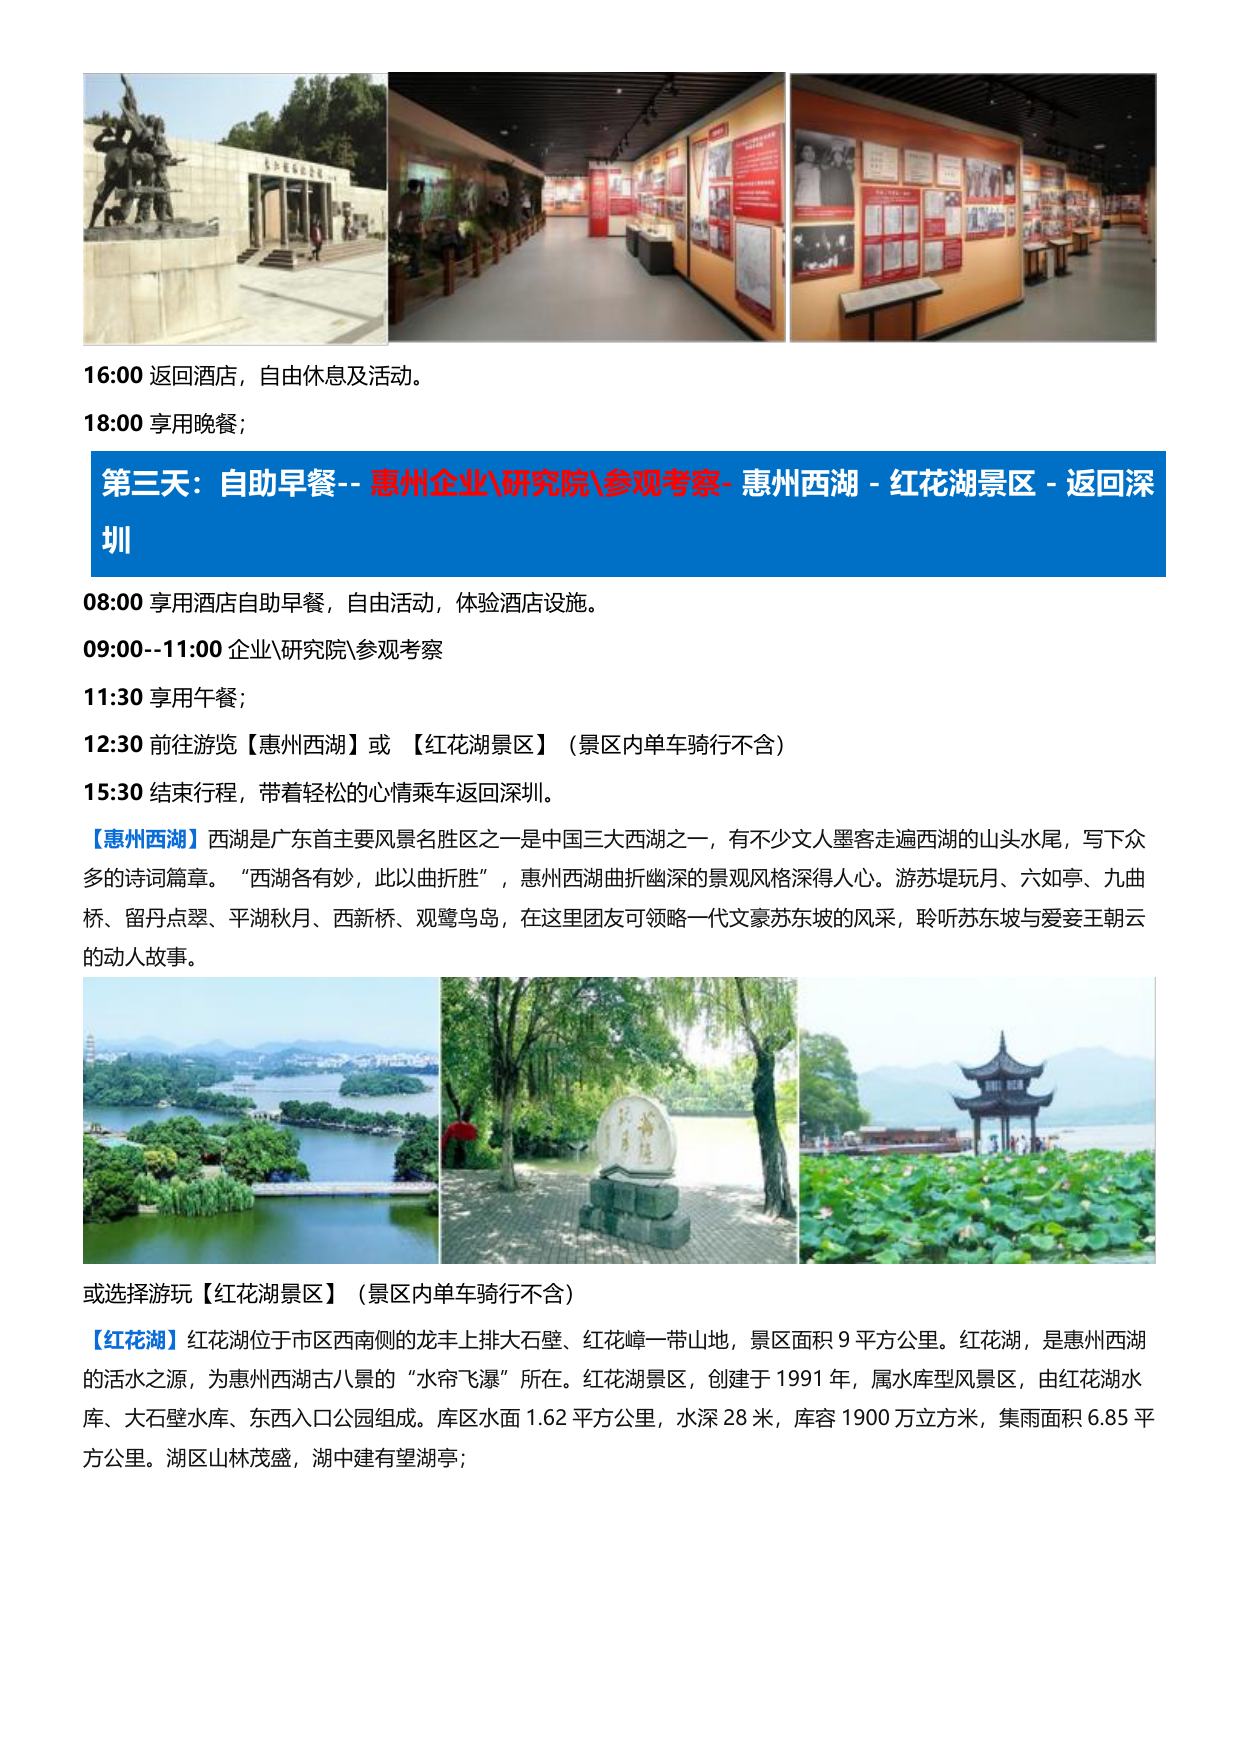 16:00 返回酒店，自由休息及活动。
18:00 享用晚餐；
第三天：自助早餐-- 惠州企业\研究院\参观考察- 惠州西湖 - 红花湖景区 - 返回深
圳
08:00 享用酒店自助早餐，自由活动，体验酒店设施。
09:00--11:00 企业\研究院\参观考察
11:30 享用午餐；
12:30 前往游览【惠州西湖】或 【红花湖景区】（景区内单车骑行不含）
15:30 结束行程，带着轻松的心情乘车返回深圳。
【惠州西湖】西湖是广东首主要风景名胜区之一是中国三大西湖之一，有不少文人墨客走遍西湖的山头水尾，写下众
多的诗词篇章。 “西湖各有妙，此以曲折胜”，惠州西湖曲折幽深的景观风格深得人心。游苏堤玩月、六如亭、九曲
桥、留丹点翠、平湖秋月、西新桥、观鹭鸟岛，在这里团友可领略一代文豪苏东坡的风采，聆听苏东坡与爱妾王朝云
的动人故事。
或选择游玩【红花湖景区】（景区内单车骑行不含）
【红花湖】红花湖位于市区西南侧的龙丰上排大石壁、红花嶂一带山地，景区面积 9 平方公里。红花湖，是惠州西湖
的活水之源，为惠州西湖古八景的“水帘飞瀑”所在。红花湖景区，创建于 1991 年，属水库型风景区，由红花湖水
库、大石壁水库、东西入口公园组成。库区水面 1.62 平方公里，水深 28 米，库容 1900 万立方米，集雨面积 6.85 平
方公里。湖区山林茂盛，湖中建有望湖亭；